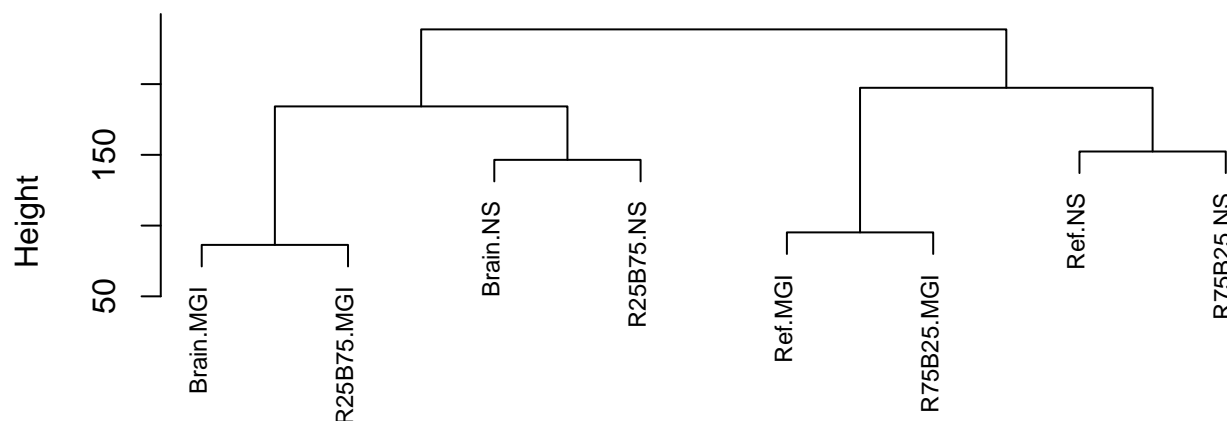 Height
50
150
Brain.MGI
R25B75.MGI
Brain.NS
R25B75.NS
Ref.MGI
R75B25.MGI
Ref.NS
R75B25.NS